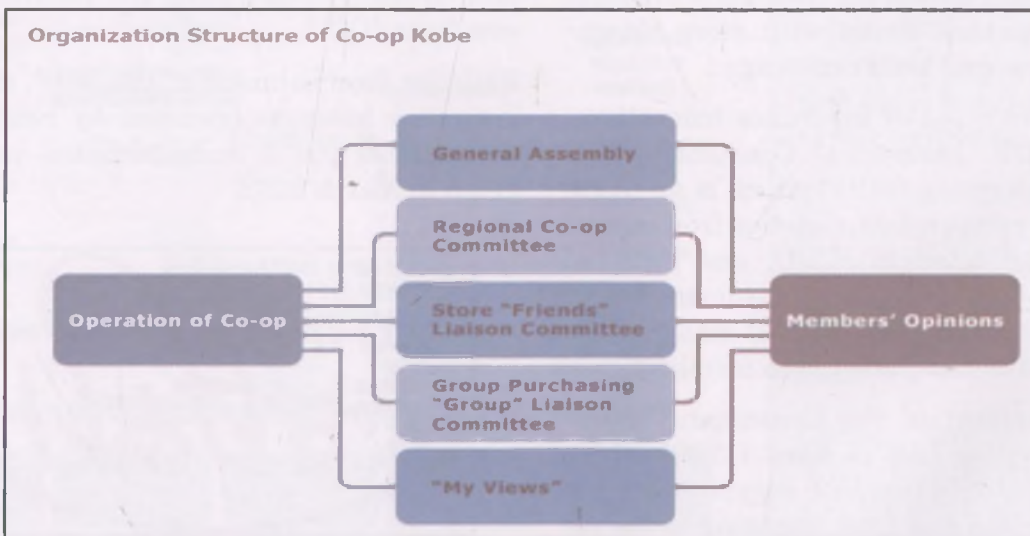 Organization Structure of Co-op Kobe
General Assembly
Regional Co-op
Committee
Operation of Co-op
Store "Friends"
Liaison Committee
Members' Opinions
Group Purchasing
"Group" Liaison
Committee
"My Views"